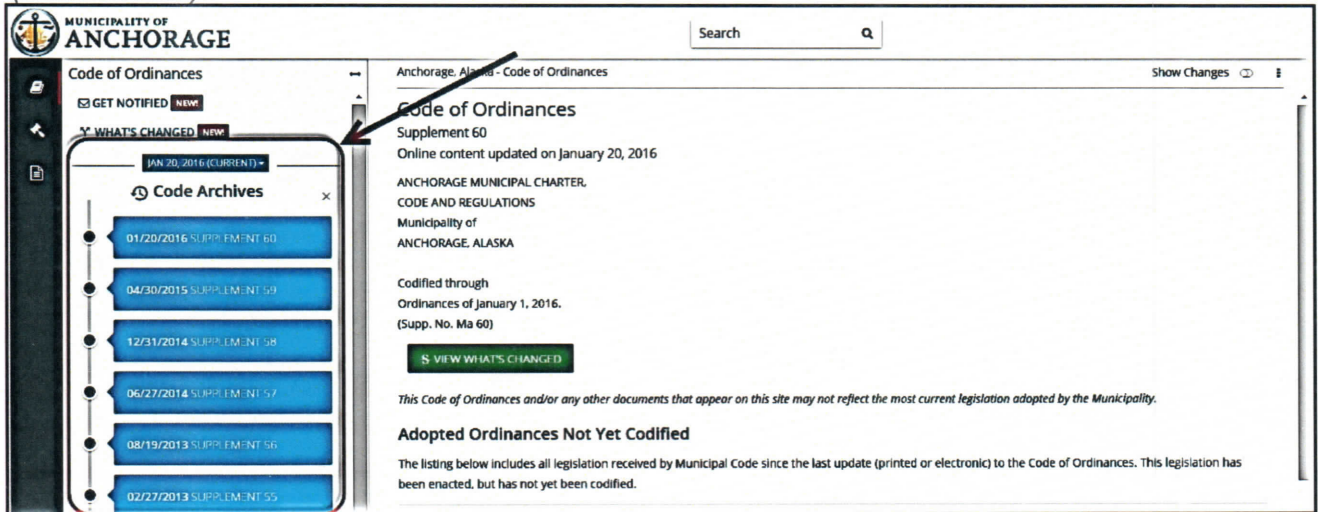 MUNICIPALITY OF
ANCHORAGE
Search
Code of Ordinances
GET NOTIFIED NEW!
WHAT'S CHANGED NEW!
JAN 20, 2016 (CURRENT)
Code Archives
×
01/20/2016 SUPPLEMENT 60
04/30/2015 SUPPLEMENT 59
12/31/2014 SUPPLEMENT 58
06/27/2014 SUPPLEMENT 57
08/19/2013 SUPPLEMENT 56
02/27/2013 SUPPLEMENT 55
Anchorage, Alaska - Code of Ordinances
Show Changes
Code of Ordinances
Supplement 60
Online content updated on January 20, 2016
ANCHORAGE MUNICIPAL CHARTER,
CODE AND REGULATIONS
Municipality of
ANCHORAGE, ALASKA
Codified through
Ordinances of January 1, 2016.
(Supp. No. Ma 60)
VIEW WHAT'S CHANGED
This Code of Ordinances and/or any other documents that appear on this site may not reflect the most current legislation adopted by the Municipality.
Adopted Ordinances Not Yet Codified
The listing below includes all legislation received by Municipal Code since the last update (printed or electronic) to the Code of Ordinances. This legislation has
been enacted, but has not yet been codified.